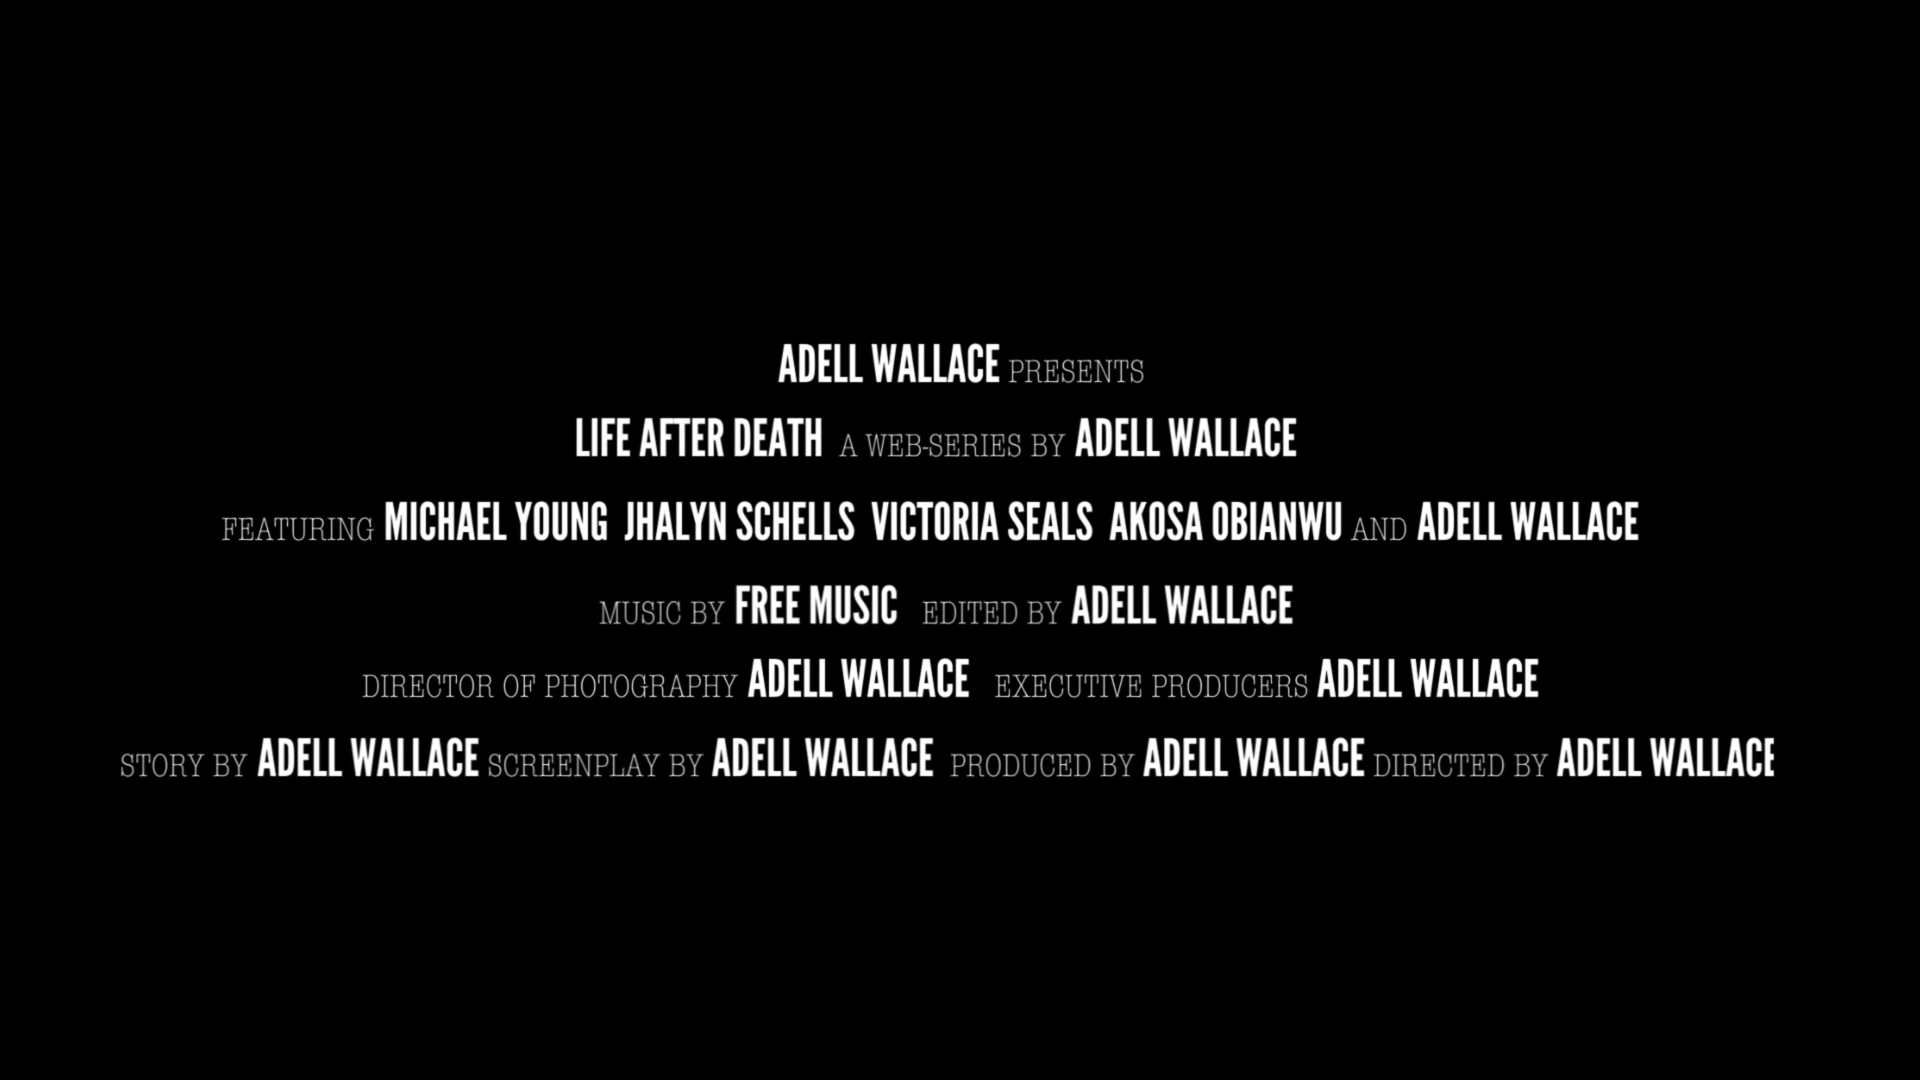 ADELL WALLACE PRESENTS
LIFE AFTER DEATH A WEB-SERIES BY ADELL WALLACE
FEATURING MICHAEL YOUNG JHALYN SCHELLS VICTORIA SEALS AKOSA OBIANWU AND ADELL WALLACE
MUSIC BY FREE MUSIC EDITED BY ADELL WALLACE
DIRECTOR OF PHOTOGRAPHY ADELL WALLACE EXECUTIVE PRODUCERS ADELL WALLACE
STORY BY ADELL WALLACE SCREENPLAY BY ADELL WALLACE PRODUCED BY ADELL WALLACE DIRECTED BY ADELL WALLACE